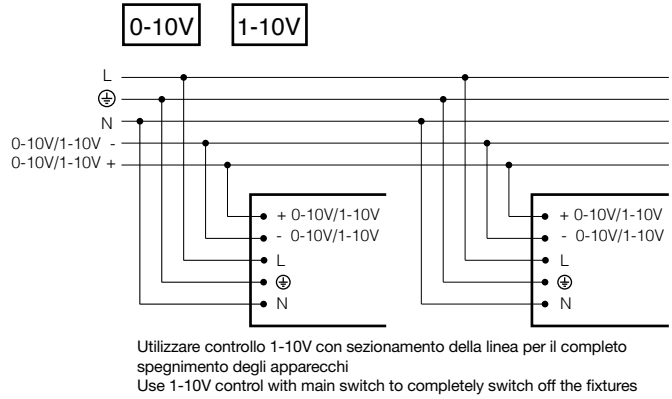 0-10V 1-10V
L
N
0-10V/1-10V -
0-10V/1-10V +
+ 0-10V/1-10V
- 0-10V/1-10V
L
N
+ 0-10V/1-10V
- 0-10V/1-10V
L
N
Utilizzare controllo 1-10V con sezionamento della linea per il completo
spegnimento degli apparecchi
Use 1-10V control with main switch to completely switch off the fixtures